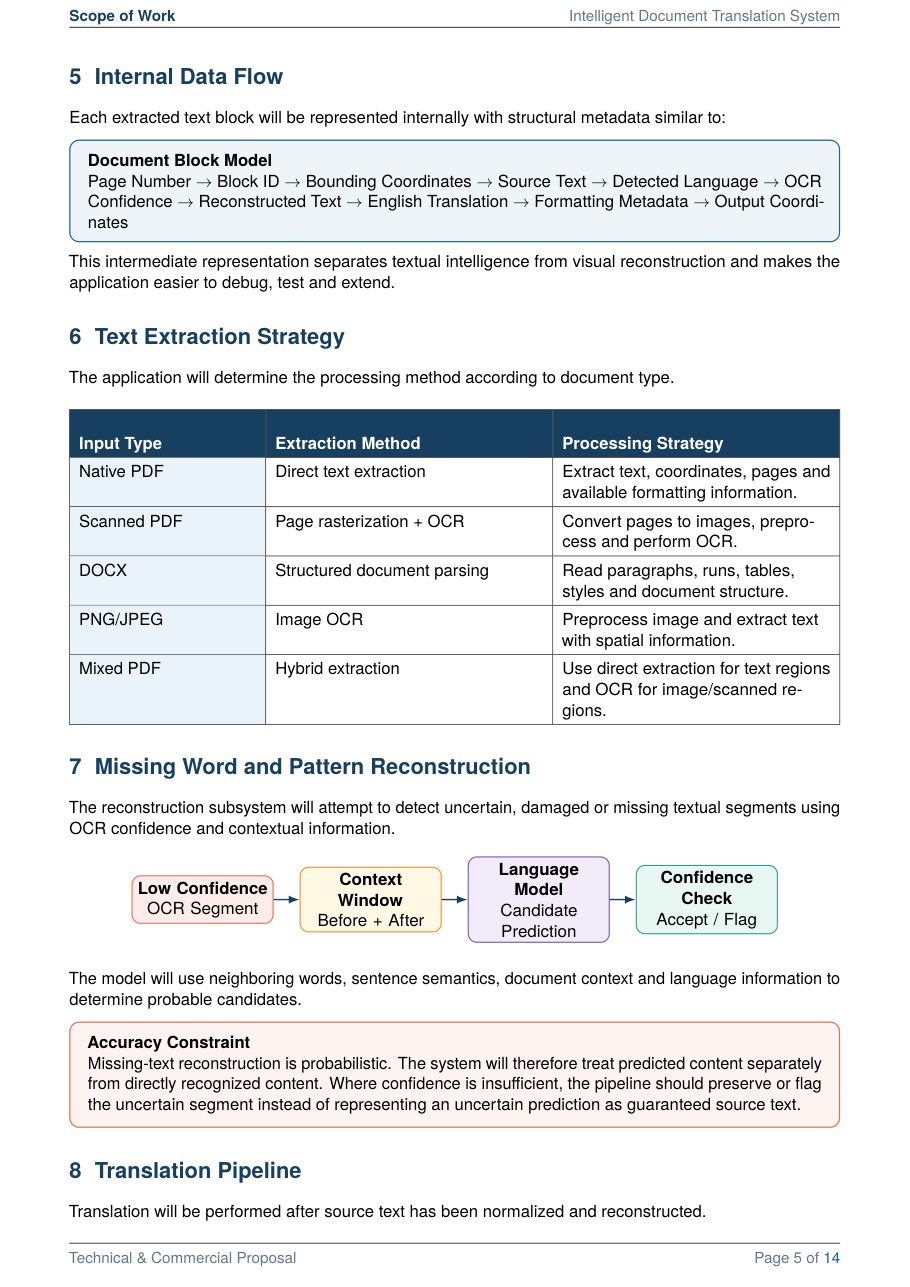 Scope of Work
Intelligent Document Translation System
5 Internal Data Flow
Each extracted text block will be represented internally with structural metadata similar to:
Document Block Model
Page Number → Block ID → Bounding Coordinates → Source Text → Detected Language → OCR
Confidence → Reconstructed Text → English Translation → Formatting Metadata → Output Coordi-
nates
This intermediate representation separates textual intelligence from visual reconstruction and makes the
application easier to debug, test and extend.
6 Text Extraction Strategy
The application will determine the processing method according to document type.
Input Type
Extraction Method
Processing Strategy
Native PDF
Direct text extraction
Extract text, coordinates, pages and
available formatting information.
Scanned PDF
Page rasterization + OCR
Convert pages to images, prepro-
cess and perform OCR.
DOCX
Structured document parsing
Read paragraphs, runs, tables,
styles and document structure.
PNG/JPEG
Image OCR
Preprocess image and extract text
with spatial information.
Mixed PDF
Hybrid extraction
Use direct extraction for text regions
and OCR for image/scanned re-
gions.
7 Missing Word and Pattern Reconstruction
The reconstruction subsystem will attempt to detect uncertain, damaged or missing textual segments using
OCR confidence and contextual information.
Low Confidence
OCR Segment
Context
Window
Before + After
Language
Model
Candidate
Prediction
Confidence
Check
Accept / Flag
The model will use neighboring words, sentence semantics, document context and language information to
determine probable candidates.
Accuracy Constraint
Missing-text reconstruction is probabilistic. The system will therefore treat predicted content separately
from directly recognized content. Where confidence is insufficient, the pipeline should preserve or flag
the uncertain segment instead of representing an uncertain prediction as guaranteed source text.
8 Translation Pipeline
Translation will be performed after source text has been normalized and reconstructed.
Technical & Commercial Proposal
Page 5 of 14